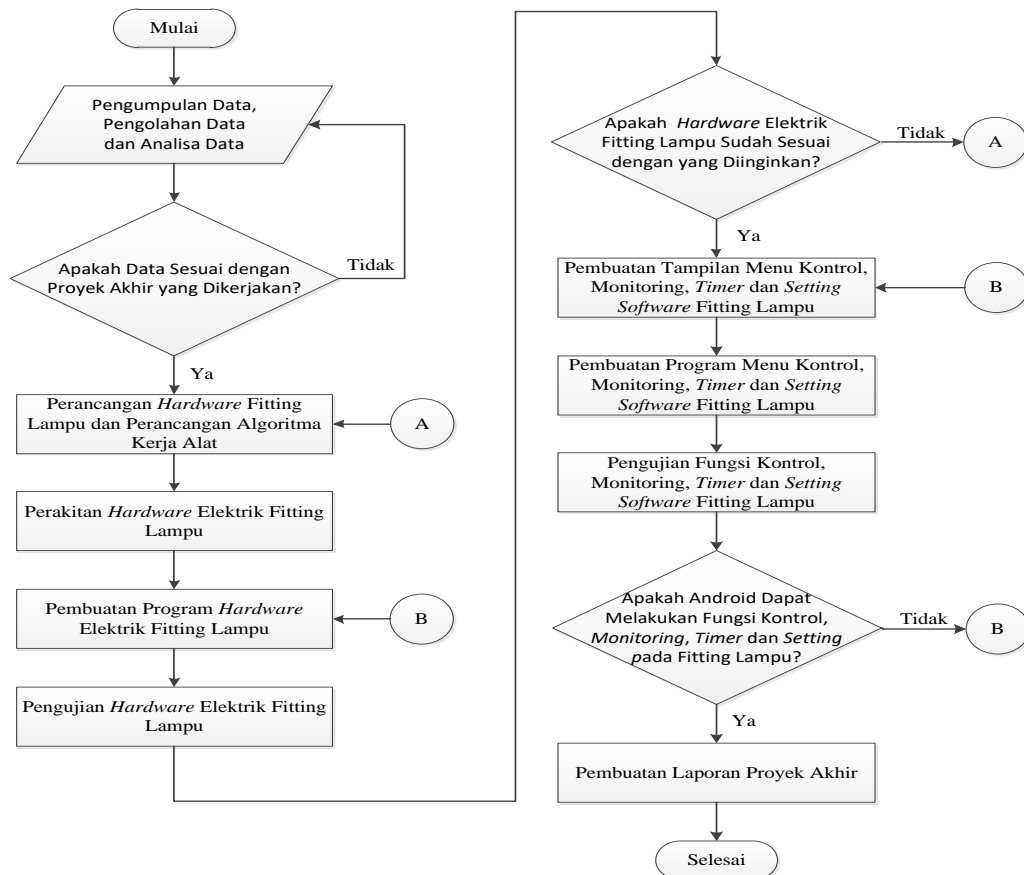 Mulai
Pengumpulan Data,
Pengolahan Data
dan Analisa Data
Apakah Data Sesuai dengan
Proyek Akhir yang Dikerjakan?
Tidak
Ya
Perancangan Hardware Fitting
Lampu dan Perancangan Algoritma
Kerja Alat
A
Perakitan Hardware Elektrik Fitting
Lampu
Pembuatan Program Hardware
Elektrik Fitting Lampu
B
Pengujian Hardware Elektrik Fitting
Lampu
Apakah Hardware Elektrik
Fitting Lampu Sudah Sesuai
dengan yang Diinginkan?
Tidak
A
Ya
Pembuatan Tampilan Menu Kontrol,
Monitoring, Timer dan Setting
Software Fitting Lampu
B
Pembuatan Program Menu Kontrol,
Monitoring, Timer dan Setting
Software Fitting Lampu
Pengujian Fungsi Kontrol,
Monitoring, Timer dan Setting
Software Fitting Lampu
Apakah Android Dapat
Melakukan Fungsi Kontrol,
Monitoring, Timer dan Setting
pada Fitting Lampu?
Tidak
B
Ya
Pembuatan Laporan Proyek Akhir
Selesai